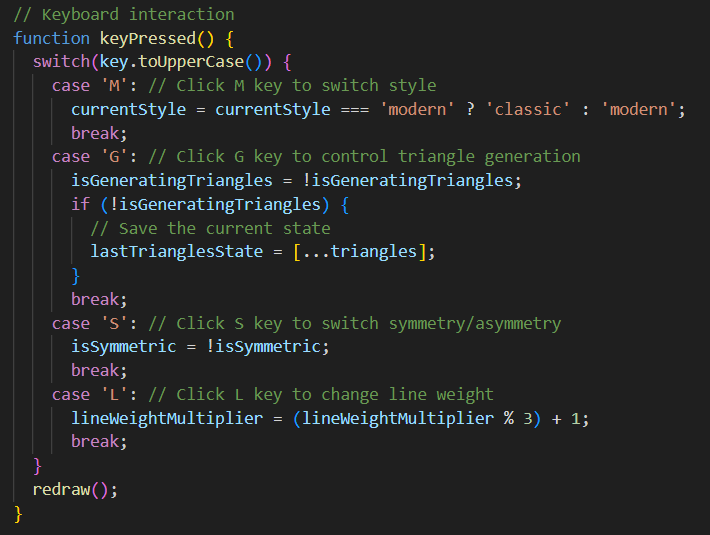 // Keyboard interaction
function keyPressed() {
  switch(key.toUpperCase()) {
    case 'M': // Click M key to switch style
      currentStyle = currentStyle === 'modern' ? 'classic' : 'modern';
      break;
    case 'G': // Click G key to control triangle generation
      isGeneratingTriangles = !isGeneratingTriangles;
      if (!isGeneratingTriangles) {
        // Save the current state
        lastTrianglesState = [...triangles];
      }
      break;
    case 'S': // Click S key to switch symmetry/asymmetry
      isSymmetric = !isSymmetric;
      break;
    case 'L': // Click L key to change line weight
      lineWeightMultiplier = (lineWeightMultiplier % 3) + 1;
      break;
  }
  redraw();
}